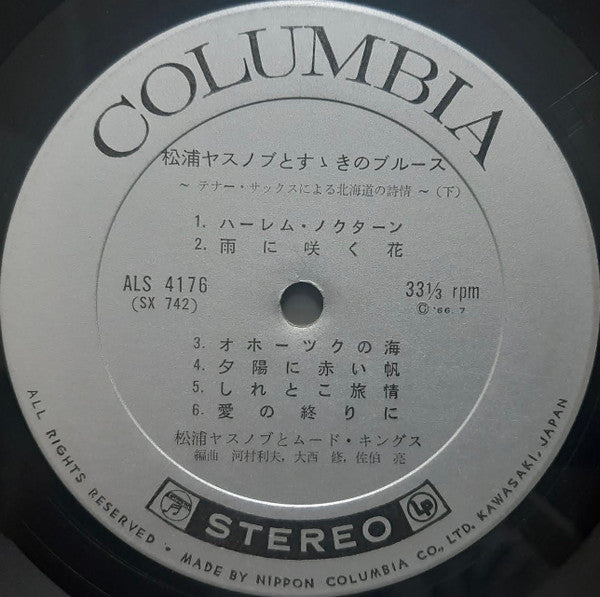 COLUMBIA
松浦ヤスノブとすゝきのブルース
～ テナー・サックスによる北海道の詩情 ～ (下)
1. ハーレム・ノクターン
2. 雨に咲く花
ALS 4176
(SX 742)
33 1/3 rpm
© '66. 7
3. オホーツクの海
4. 夕陽に赤い帆
5. しれとこ旅情
6. 愛の終りに
松浦ヤスノブとムード・キングス
編曲 河村利夫, 大西 修, 佐伯 亮
STEREO
LP
ALL RIGHTS RESERVED · MADE BY NIPPON COLUMBIA CO., LTD. KAWASAKI, JAPAN